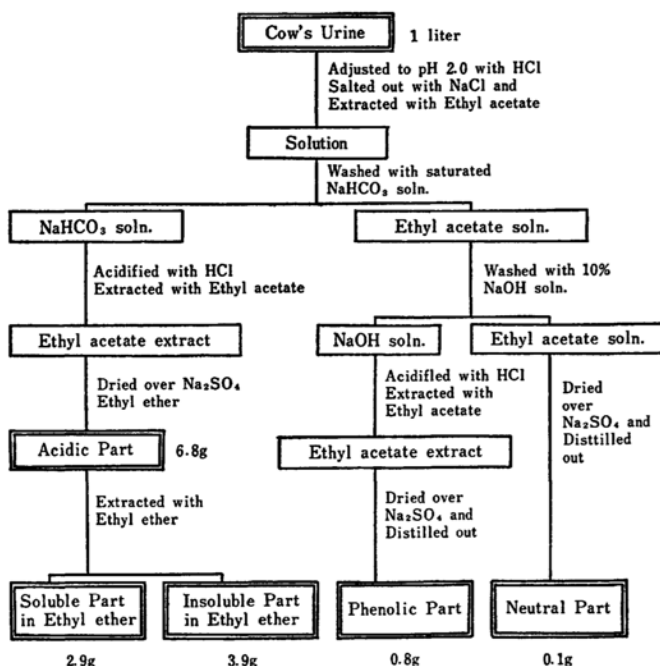 Cow's Urine 1 liter
Adjusted to pH 2.0 with HCl
Salted out with NaCl and
Extracted with Ethyl acetate
Solution
Washed with saturated
NaHCO₃ soln.
NaHCO₃ soln.
Acidified with HCl
Extracted with Ethyl acetate
Ethyl acetate extract
Dried over Na₂SO₄
Ethyl ether
Acidic Part 6.8g
Extracted with
Ethyl ether
Soluble Part
in Ethyl ether
2.9g
Insoluble Part
in Ethyl ether
3.9g
Ethyl acetate soln.
Washed with 10%
NaOH soln.
NaOH soln.
Acidifled with HCl
Extracted with
Ethyl acetate
Ethyl acetate extract
Dried over
Na₂SO₄ and
Distilled out
Phenolic Part
0.8g
Ethyl acetate soln.
Dried
over
Na₂SO₄ and
Disttilled
out
Neutral Part
0.1g